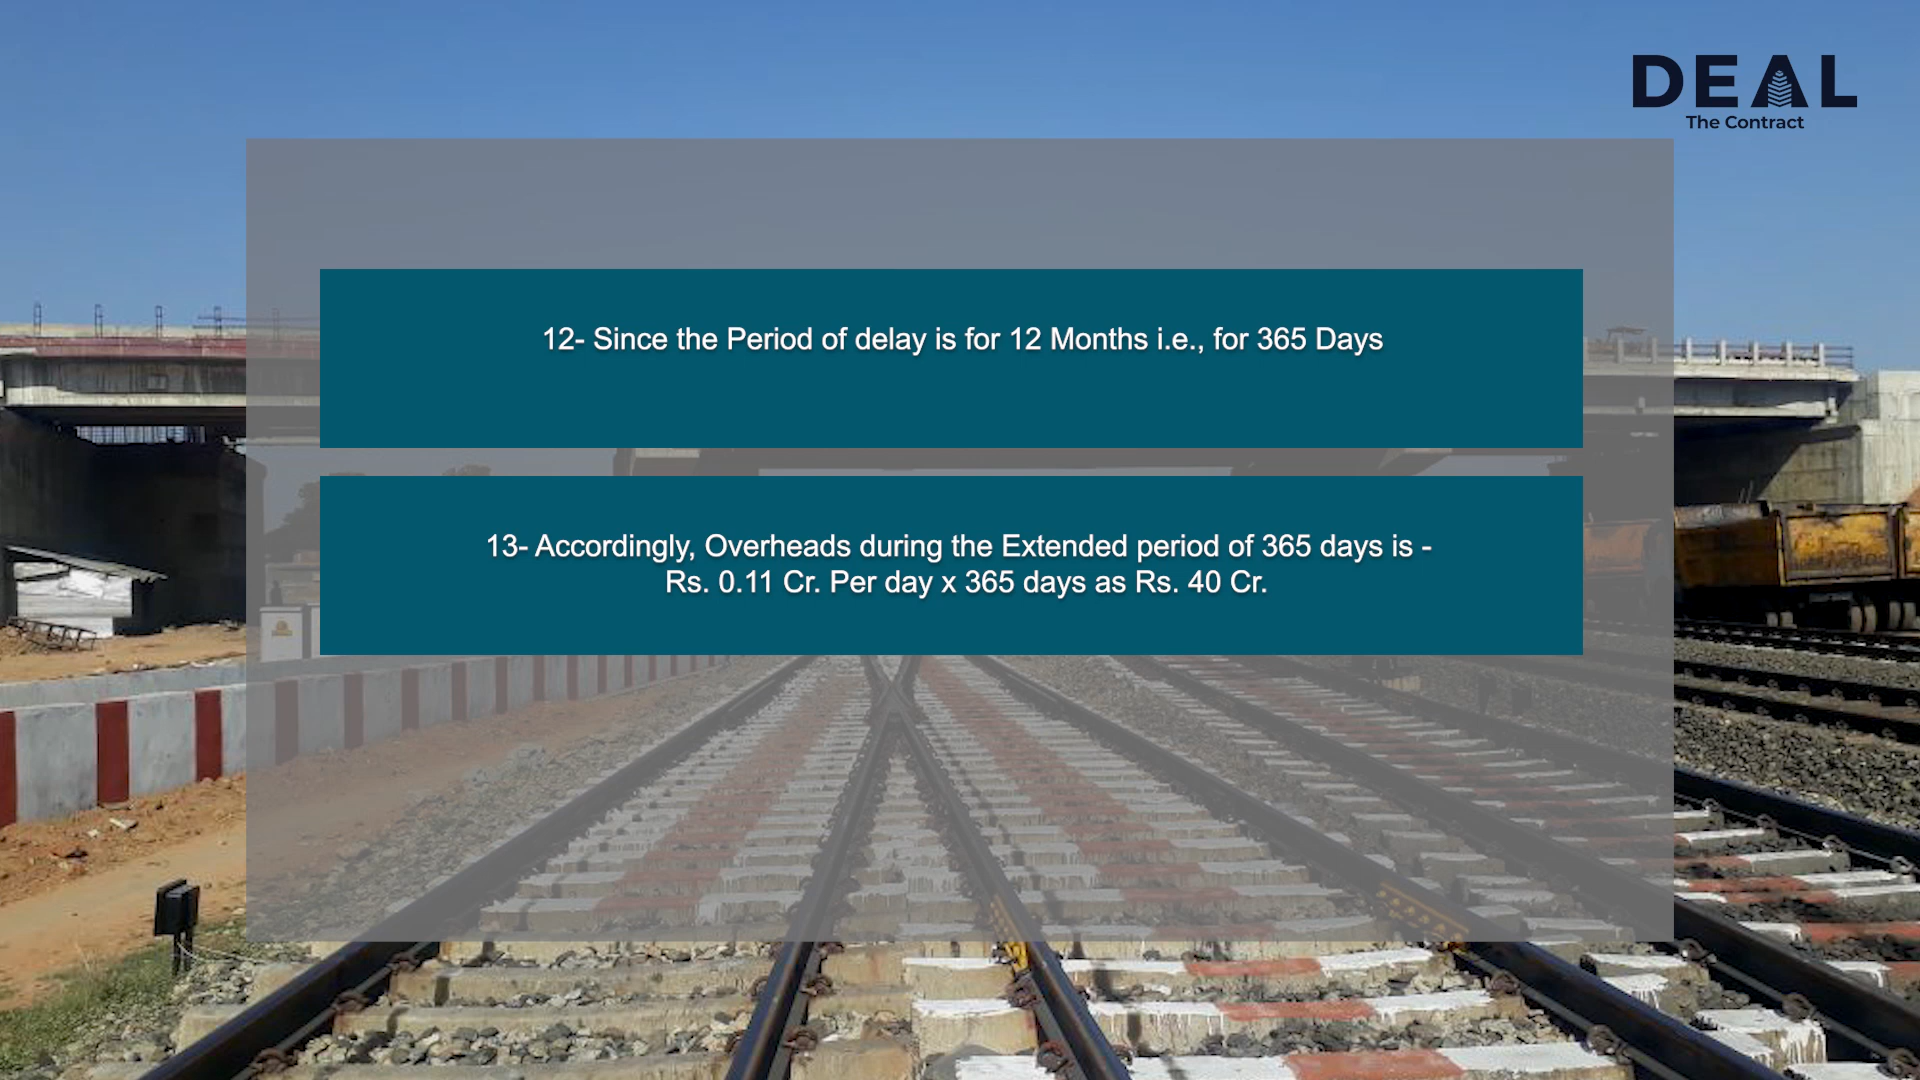 DEAL
The Contract
12- Since the Period of delay is for 12 Months i.e., for 365 Days
13- Accordingly, Overheads during the Extended period of 365 days is -
Rs. 0.11 Cr. Per day x 365 days as Rs. 40 Cr.